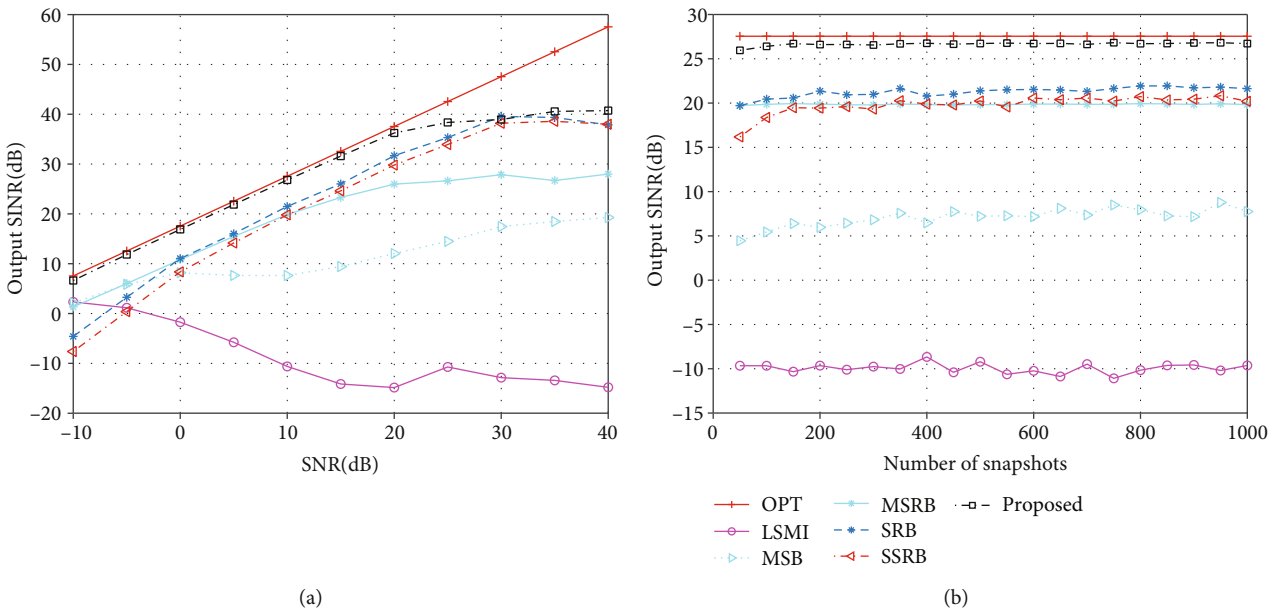 60
50
40
30
20
10
0
–10
–20
–10
0
10
20
30
40
Output SINR(dB)
SNR(dB)
(a)
30
25
20
15
10
5
0
–5
–10
–15
0
200
400
600
800
1000
Output SINR(dB)
Number of snapshots
OPT
LSMI
MSB
MSRB
SRB
SSRB
Proposed
(b)